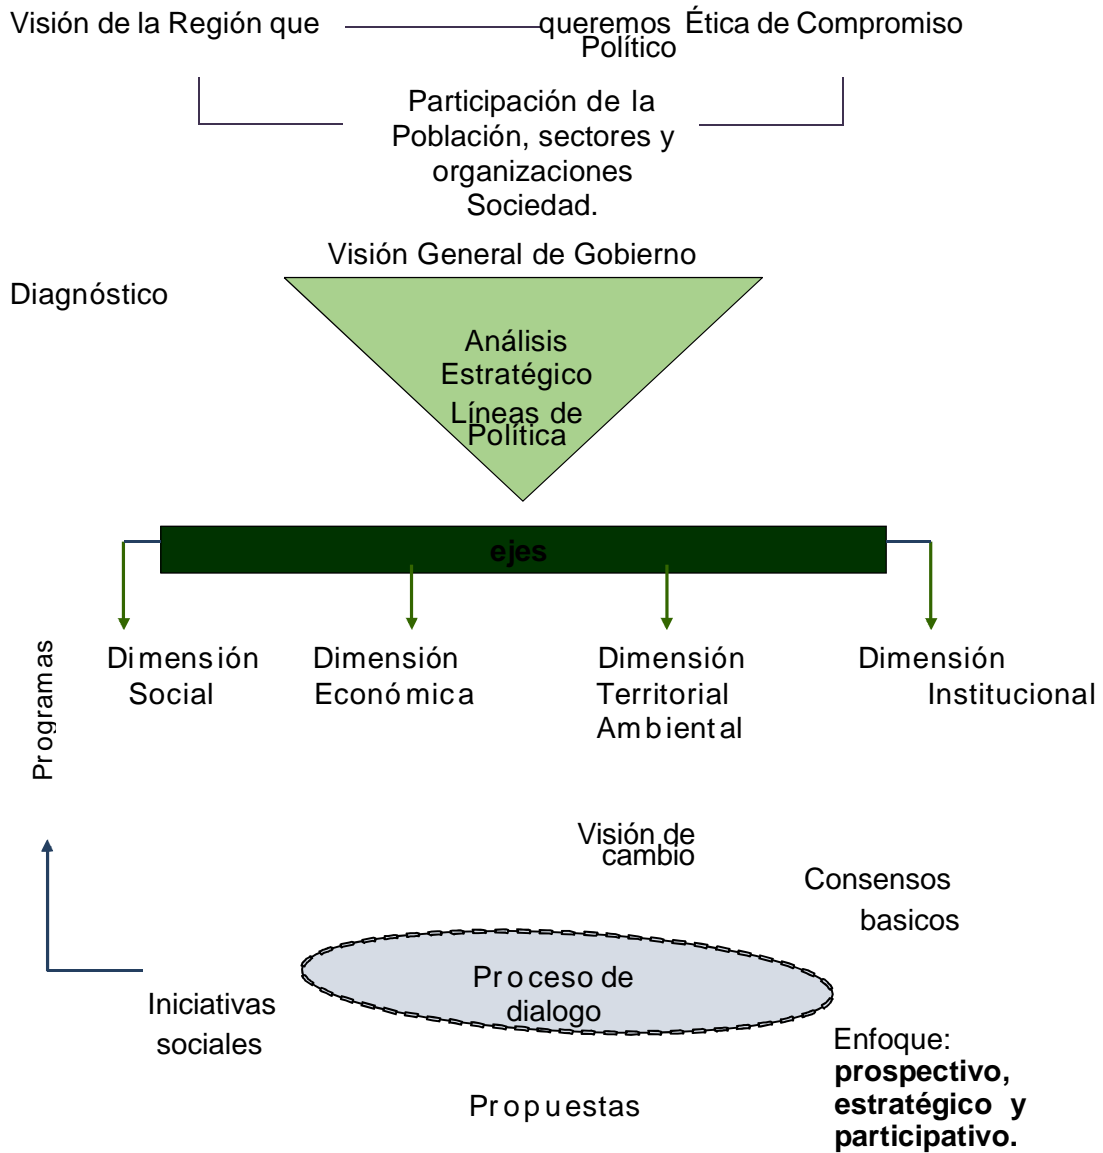 Visión de la Región que queremos Ética de Compromiso
Político
Participación de la
Población, sectores y
organizaciones
Sociedad.
Visión General de Gobierno
Diagnóstico
Análisis
Estratégico
Líneas de
Política
ejes
Dimensión
Social
Dimensión
Económica
Dimensión
Territorial
Ambiental
Dimensión
Institucional
Programas
Visión de
cambio
Consensos
basicos
Proceso de
dialogo
Iniciativas
sociales
Enfoque:
prospectivo,
estratégico y
participativo.
Propuestas